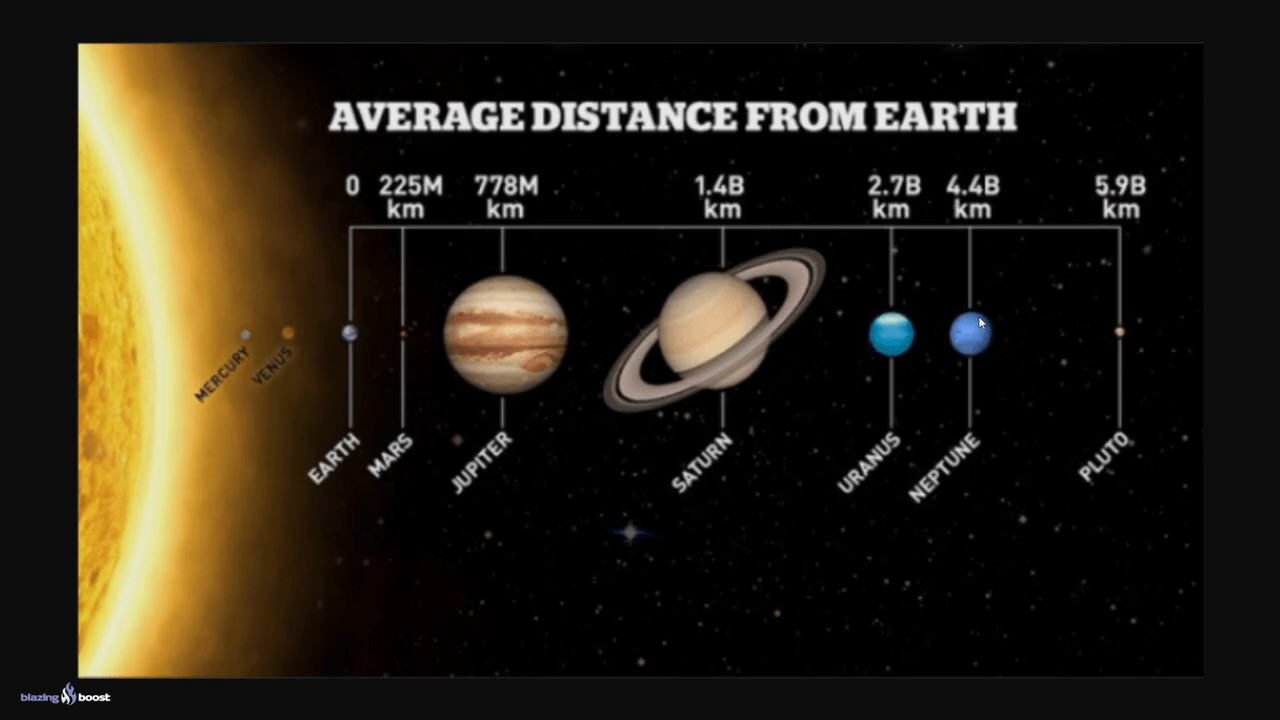 AVERAGE DISTANCE FROM EARTH
0 225M 778M 1.4B 2.7B 4.4B 5.9B
km km km km km km
MERCURY VENUS
EARTH MARS JUPITER SATURN URANUS NEPTUNE PLUTO
blazing boost